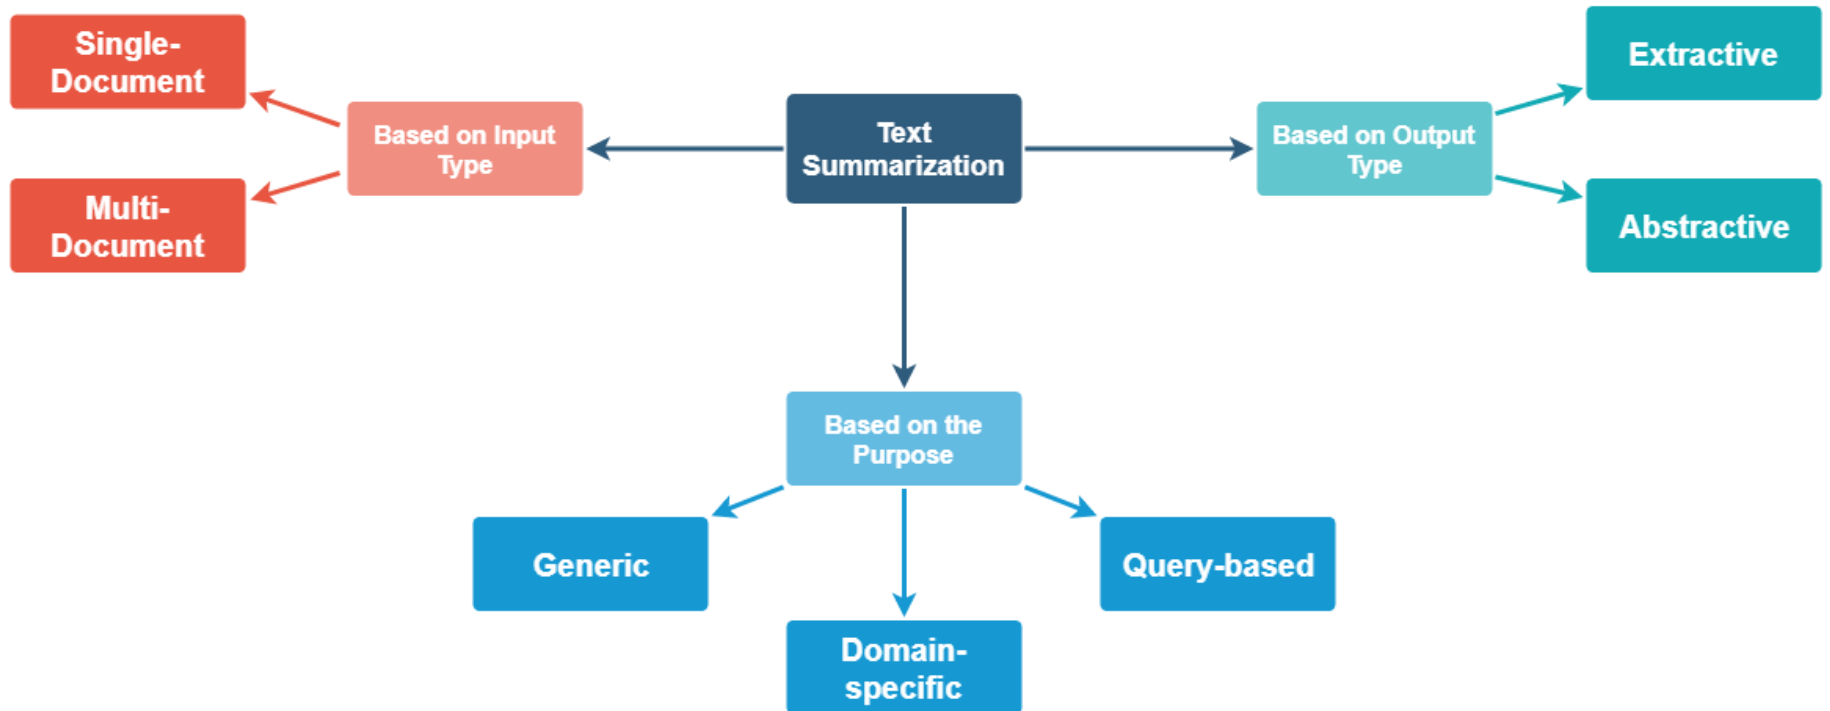 Single-
Document
Multi-
Document
Based on Input
Type
Text
Summarization
Based on Output
Type
Extractive
Abstractive
Based on the
Purpose
Generic
Domain-
specific
Query-based